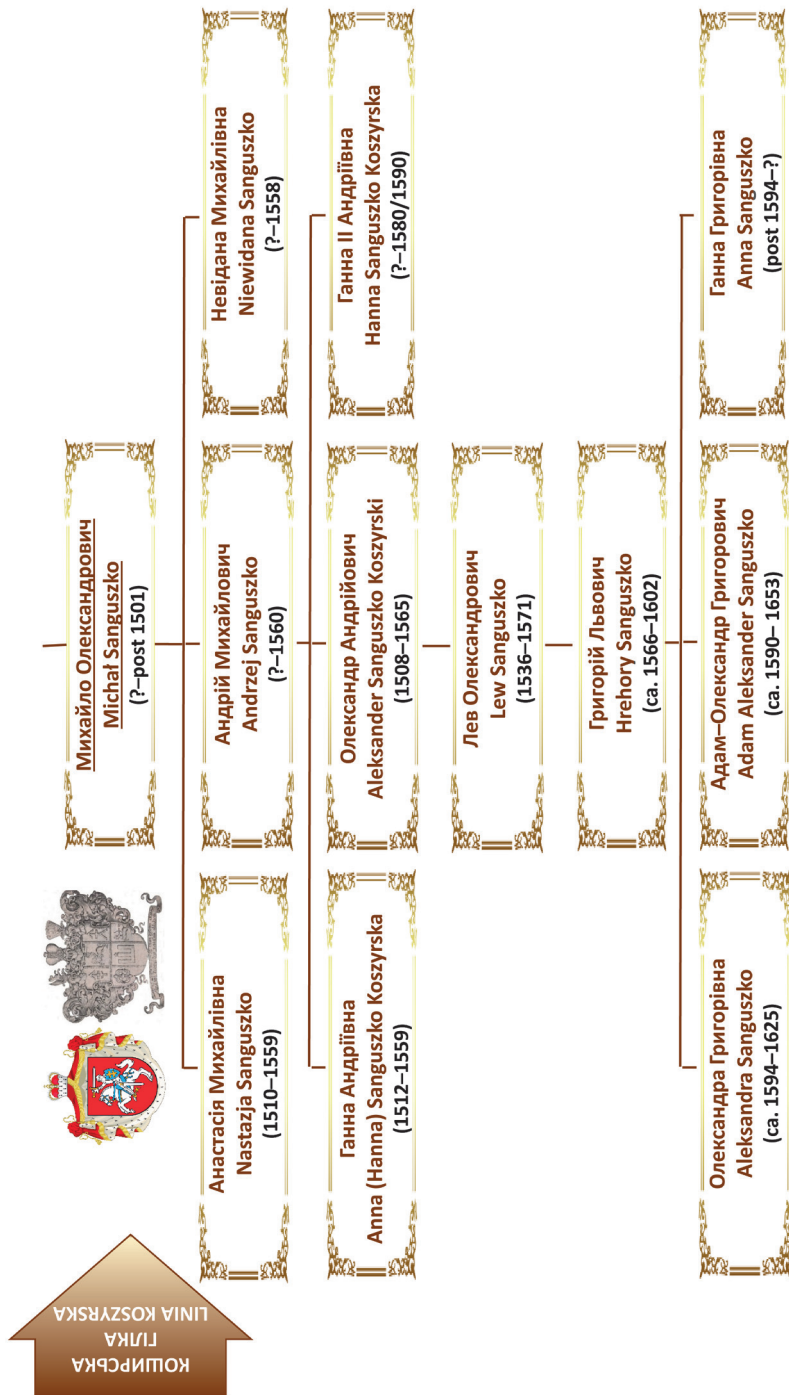 КОШИРСЬКА
ГІЛКА
LINIA KOSZYRSKA
Михайло Олександрович
Michał Sanguszko
(?–post 1501)
Анастасія Михайлівна
Nastazja Sanguszko
(1510–1559)
Андрій Михайлович
Andrzej Sanguszko
(?–1560)
Невідана Михайлівна
Niewidana Sanguszko
(?–1558)
Ганна Андріївна
Anna (Hanna) Sanguszko Koszyrska
(1512–1559)
Олександр Андрійович
Aleksander Sanguszko Koszyrski
(1508–1565)
Ганна II Андріївна
Hanna Sanguszko Koszyrska
(?–1580/1590)
Лев Олександрович
Lew Sanguszko
(1536–1571)
Григорій Львович
Hrehory Sanguszko
(ca. 1566–1602)
Олександра Григорівна
Aleksandra Sanguszko
(ca. 1594–1625)
Адам–Олександр Григорович
Adam Aleksander Sanguszko
(ca. 1590– 1653)
Ганна Григорівна
Anna Sanguszko
(post 1594–?)